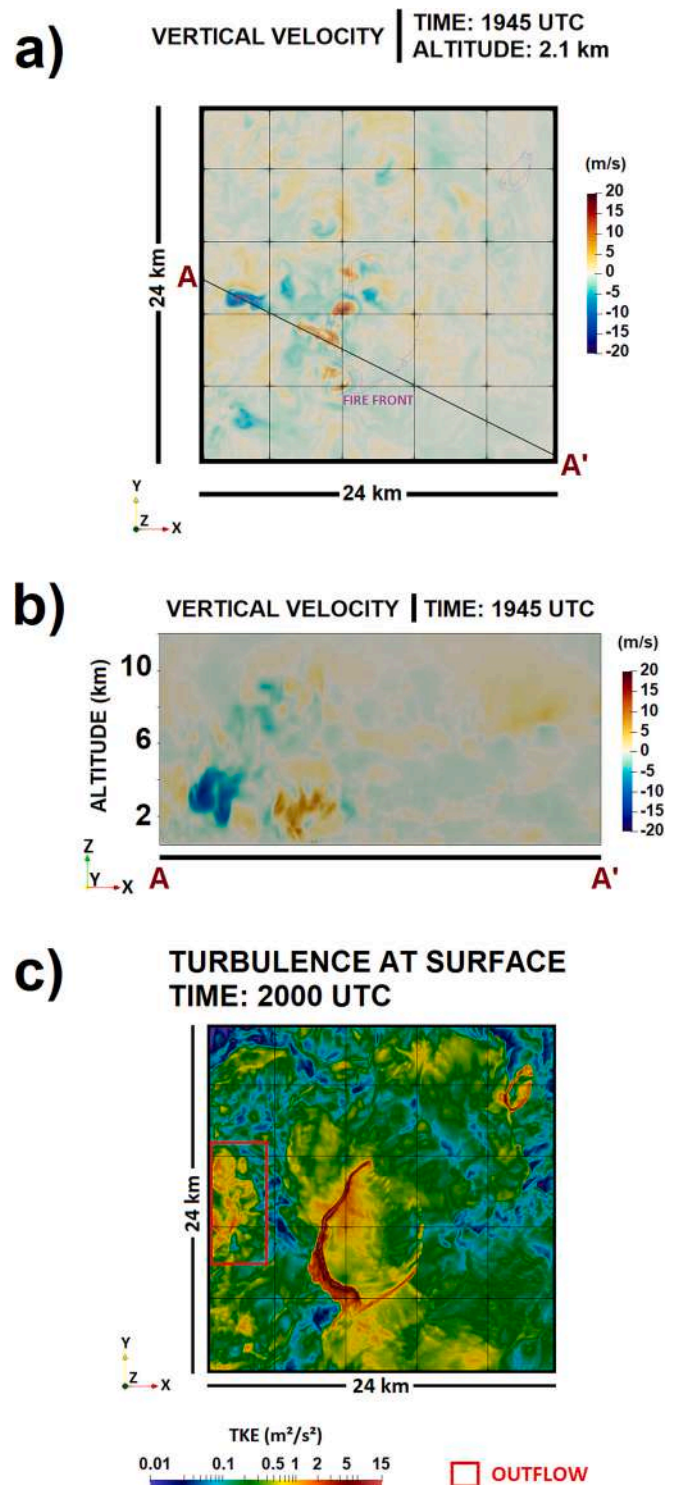 a)
VERTICAL VELOCITY | TIME: 1945 UTC
ALTITUDE: 2.1 km
(m/s)
20
15
10
5
0
-5
-10
-15
-20
24 km
A
FIRE FRONT
A'
24 km
Y
Z
X
b)
VERTICAL VELOCITY | TIME: 1945 UTC
(m/s)
ALTITUDE (km)
10
6
2
20
15
10
5
0
-5
-10
-15
-20
Z
Y
X
A
A'
c)
TURBULENCE AT SURFACE
TIME: 2000 UTC
24 km
Y
Z
X
24 km
TKE (m²/s²)
0.01 0.1 0.5 1 2 5 15
OUTFLOW